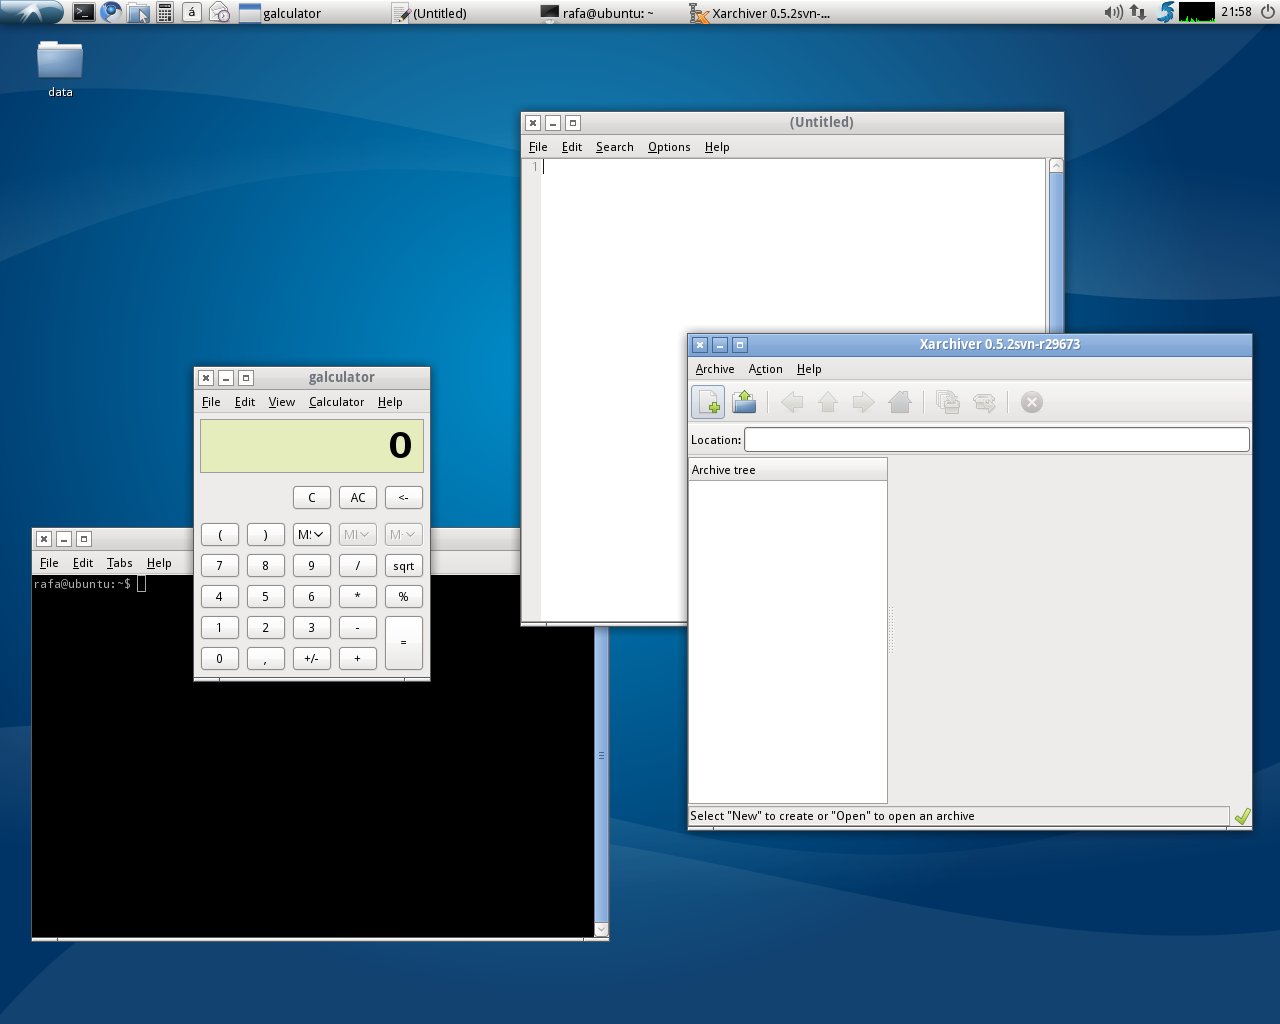 galculator (Untitled) rafa@ubuntu: ~ Xarchiver 0.5.2svn-... 21:58
á
data
(Untitled)
File Edit Search Options Help
1
Xarchiver 0.5.2svn-r29673
Archive Action Help
Location:
Archive tree
Select "New" to create or "Open" to open an archive
galculator
File Edit View Calculator Help
0
C AC <-
( )
7 8 9 / sqrt
4 5 6 * %
1 2 3 - =
0 , +/- +
File Edit Tabs Help
rafa@ubuntu:~$